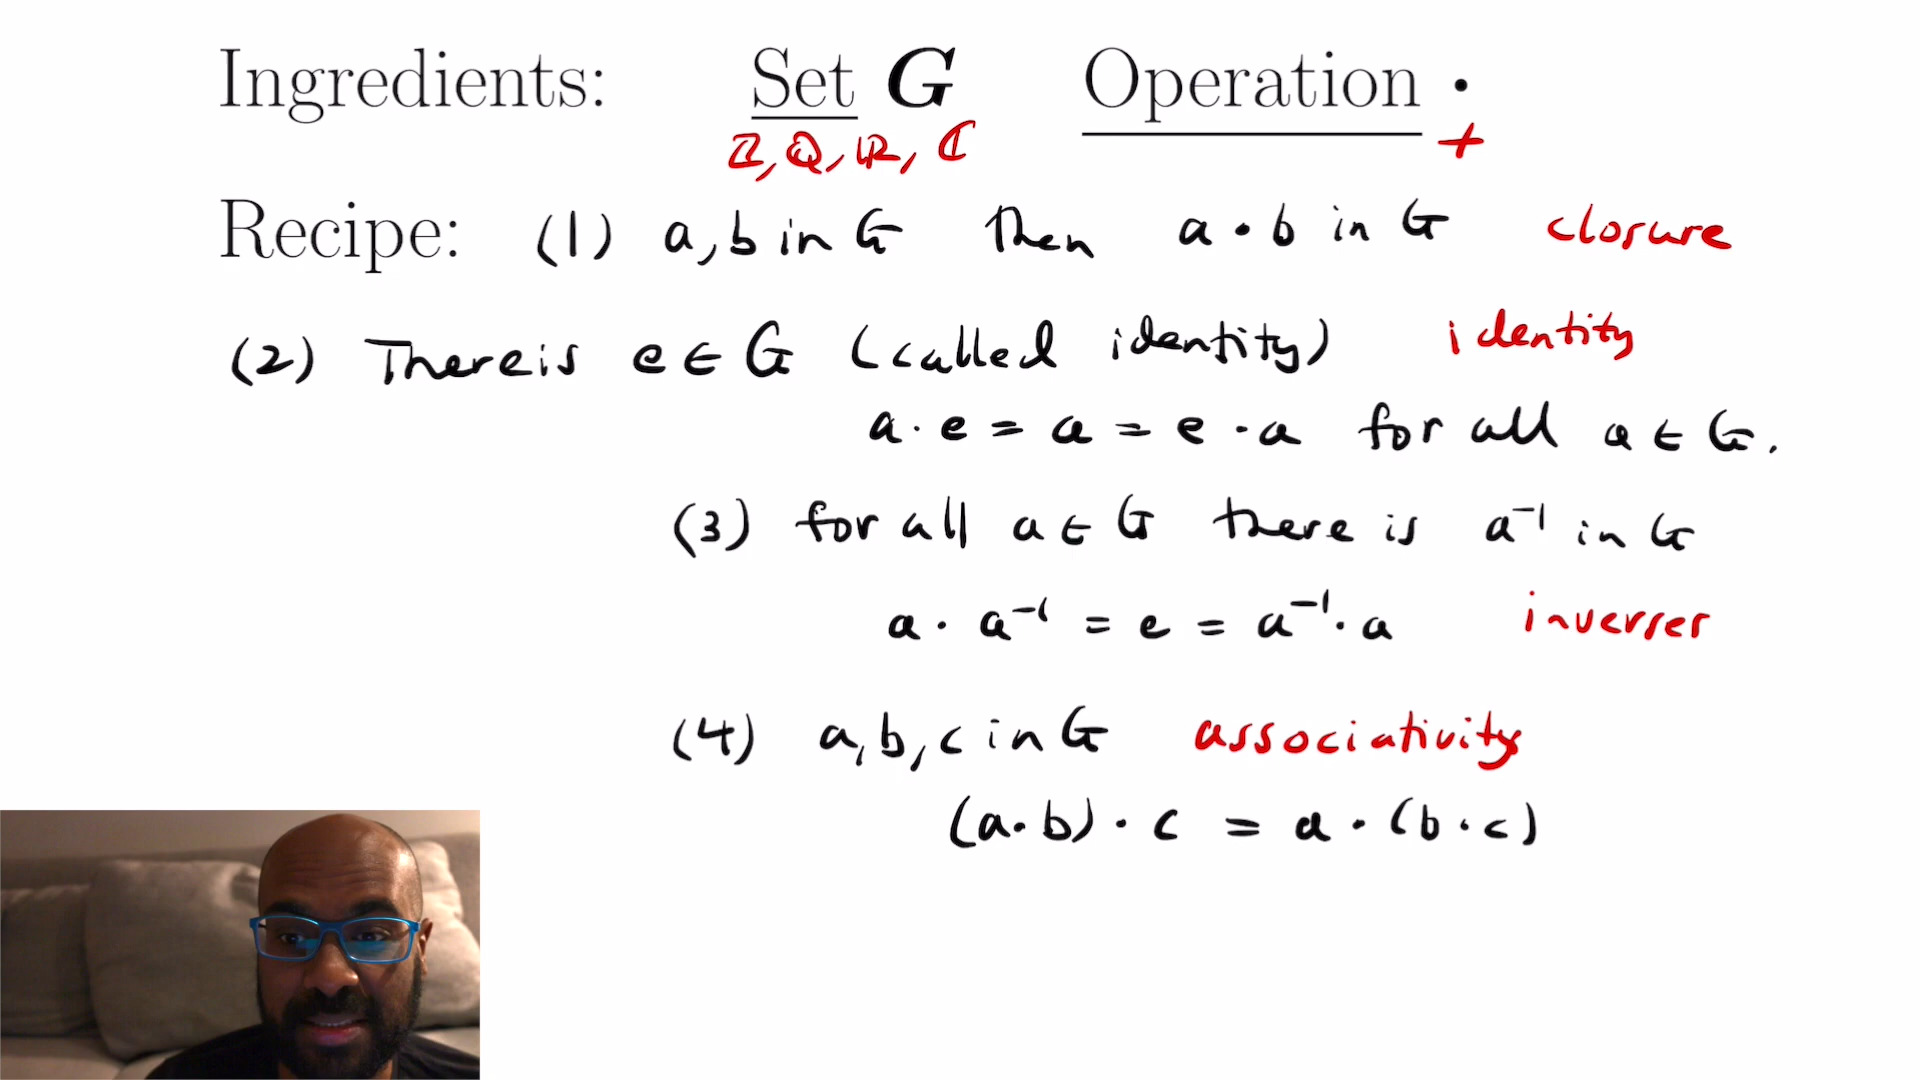 Ingredients: Set G Operation ·
ℤ, ℚ, ℝ, ℂ +
Recipe: (1) a, b in G then a · b in G closure
(2) There is e ∈ G (called identity) identity
a · e = a = e · a for all a ∈ G.
(3) for all a ∈ G there is a⁻¹ in G
a · a⁻¹ = e = a⁻¹ · a inverses
(4) a, b, c in G associativity
(a · b) · c = a · (b · c)